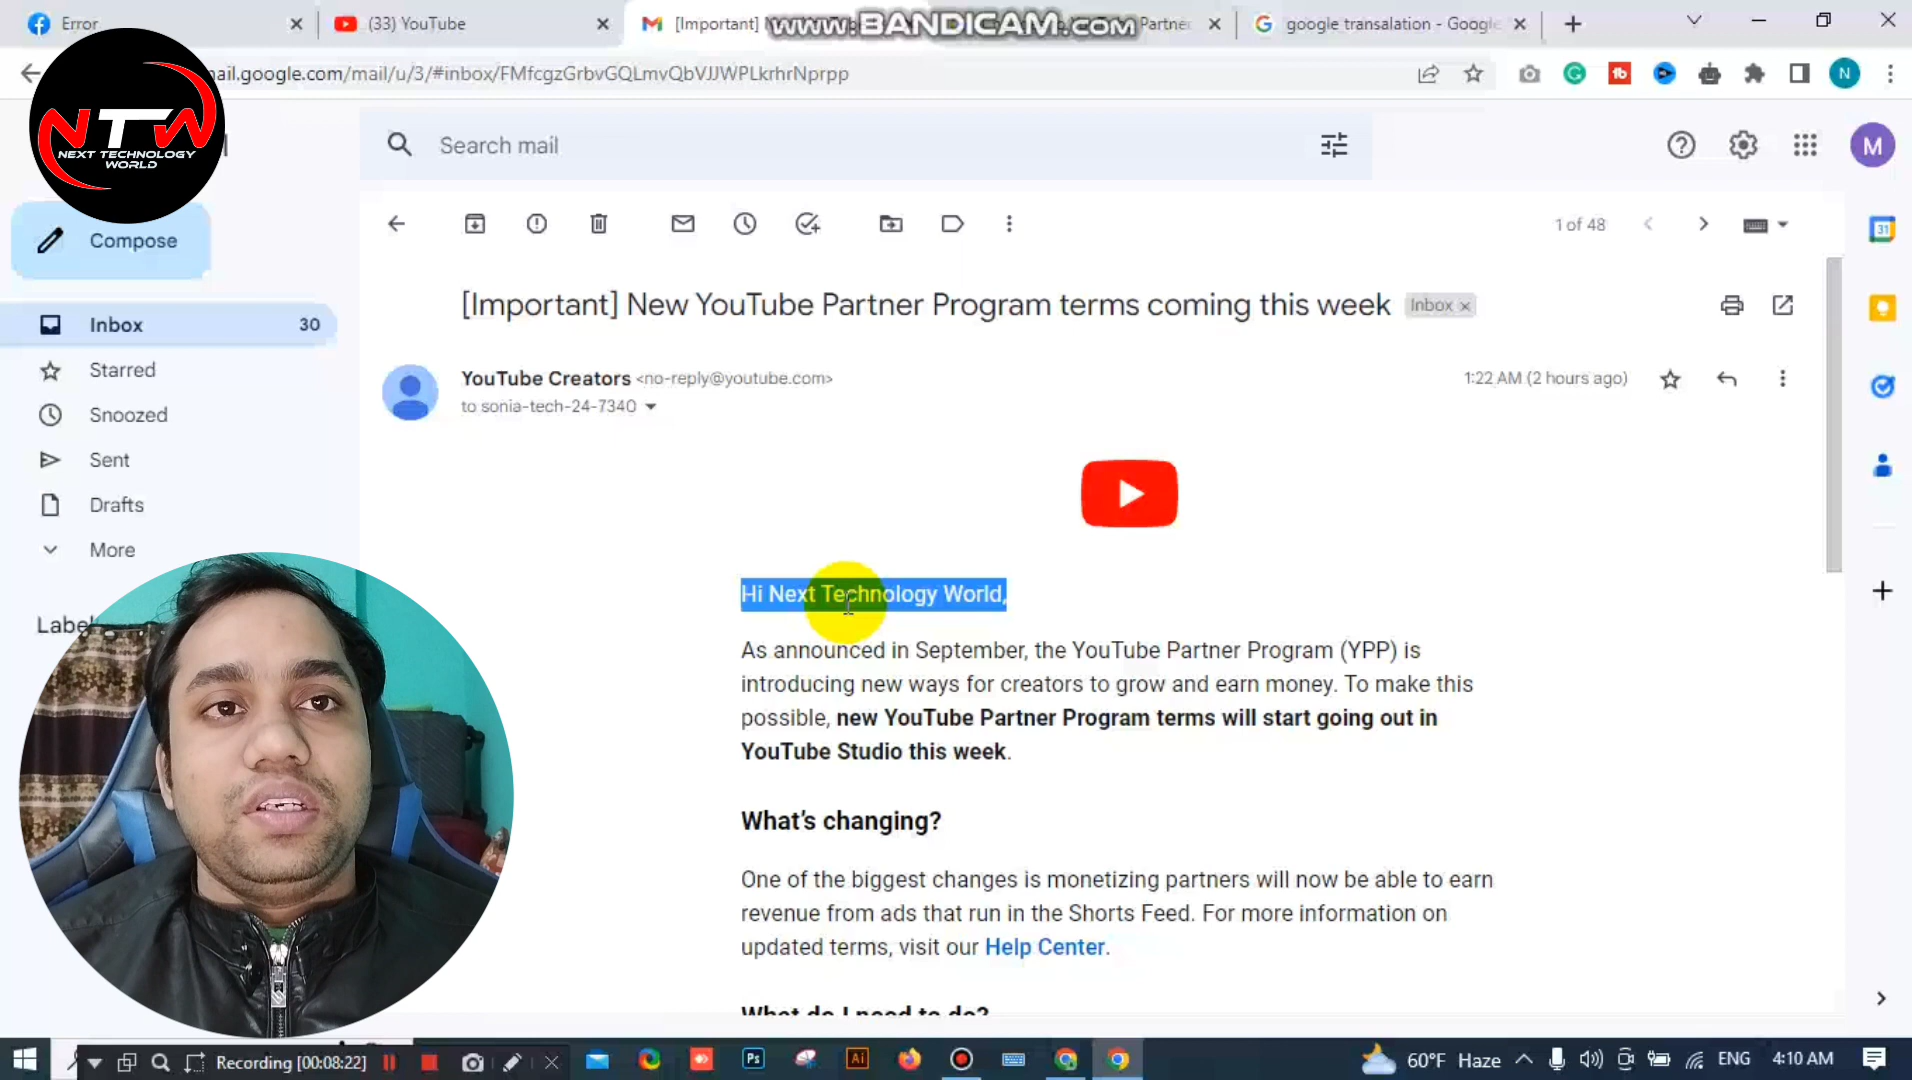 Error
(33) YouTube
[Important] Ne
Partne
google transalation - Google
www.BANDICAM.com
ail.google.com/mail/u/3/#inbox/FMfcgzGrbvGQLmvQbVJJWPLkrhrNprpp
N
NTW
NEXT TECHNOLOGY
WORLD
Search mail
M
Compose
1 of 48
31
[Important] New YouTube Partner Program terms coming this week
Inbox ×
Inbox 30
Starred
Snoozed
Sent
Drafts
More
Label
YouTube Creators <no-reply@youtube.com>
1:22 AM (2 hours ago)
to sonia-tech-24-7340
Hi Next Technology World,
As announced in September, the YouTube Partner Program (YPP) is
introducing new ways for creators to grow and earn money. To make this
possible, new YouTube Partner Program terms will start going out in
YouTube Studio this week.
What's changing?
One of the biggest changes is monetizing partners will now be able to earn
revenue from ads that run in the Shorts Feed. For more information on
updated terms, visit our Help Center.
What do I need to do?
Recording [00:08:22]
Ps
Ai
60°F Haze
ENG
4:10 AM